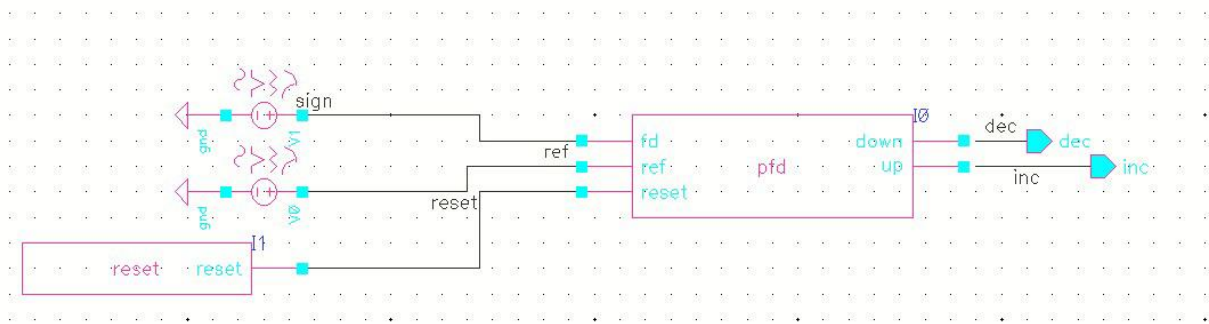 sign
gnd
V1
ref
gnd
V0
reset
I1
reset reset
I0
fd down
ref pfd up
reset
dec
dec
inc
inc